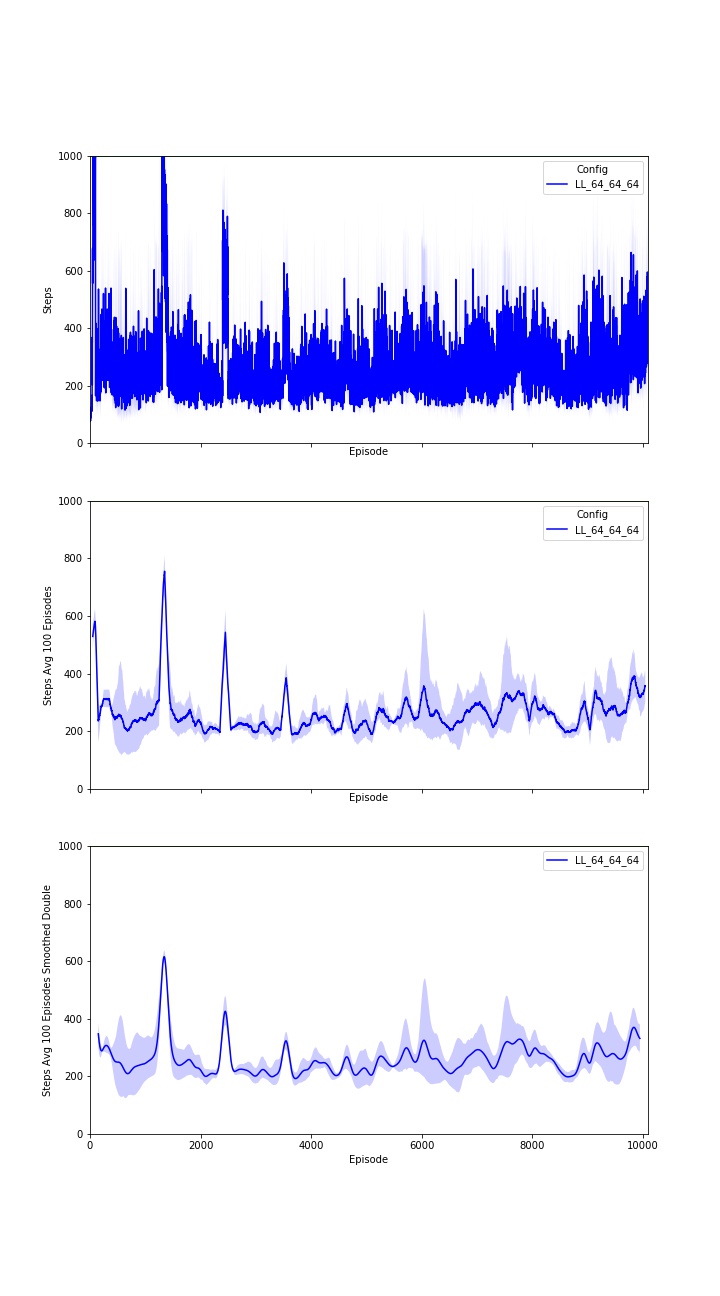 1000
800
600
400
200
0
Steps
Config
LL_64_64_64
Episode
1000
800
600
400
200
0
Steps Avg 100 Episodes
Config
LL_64_64_64
Episode
1000
800
600
400
200
0
Steps Avg 100 Episodes Smoothed Double
LL_64_64_64
0 2000 4000 6000 8000 10000
Episode